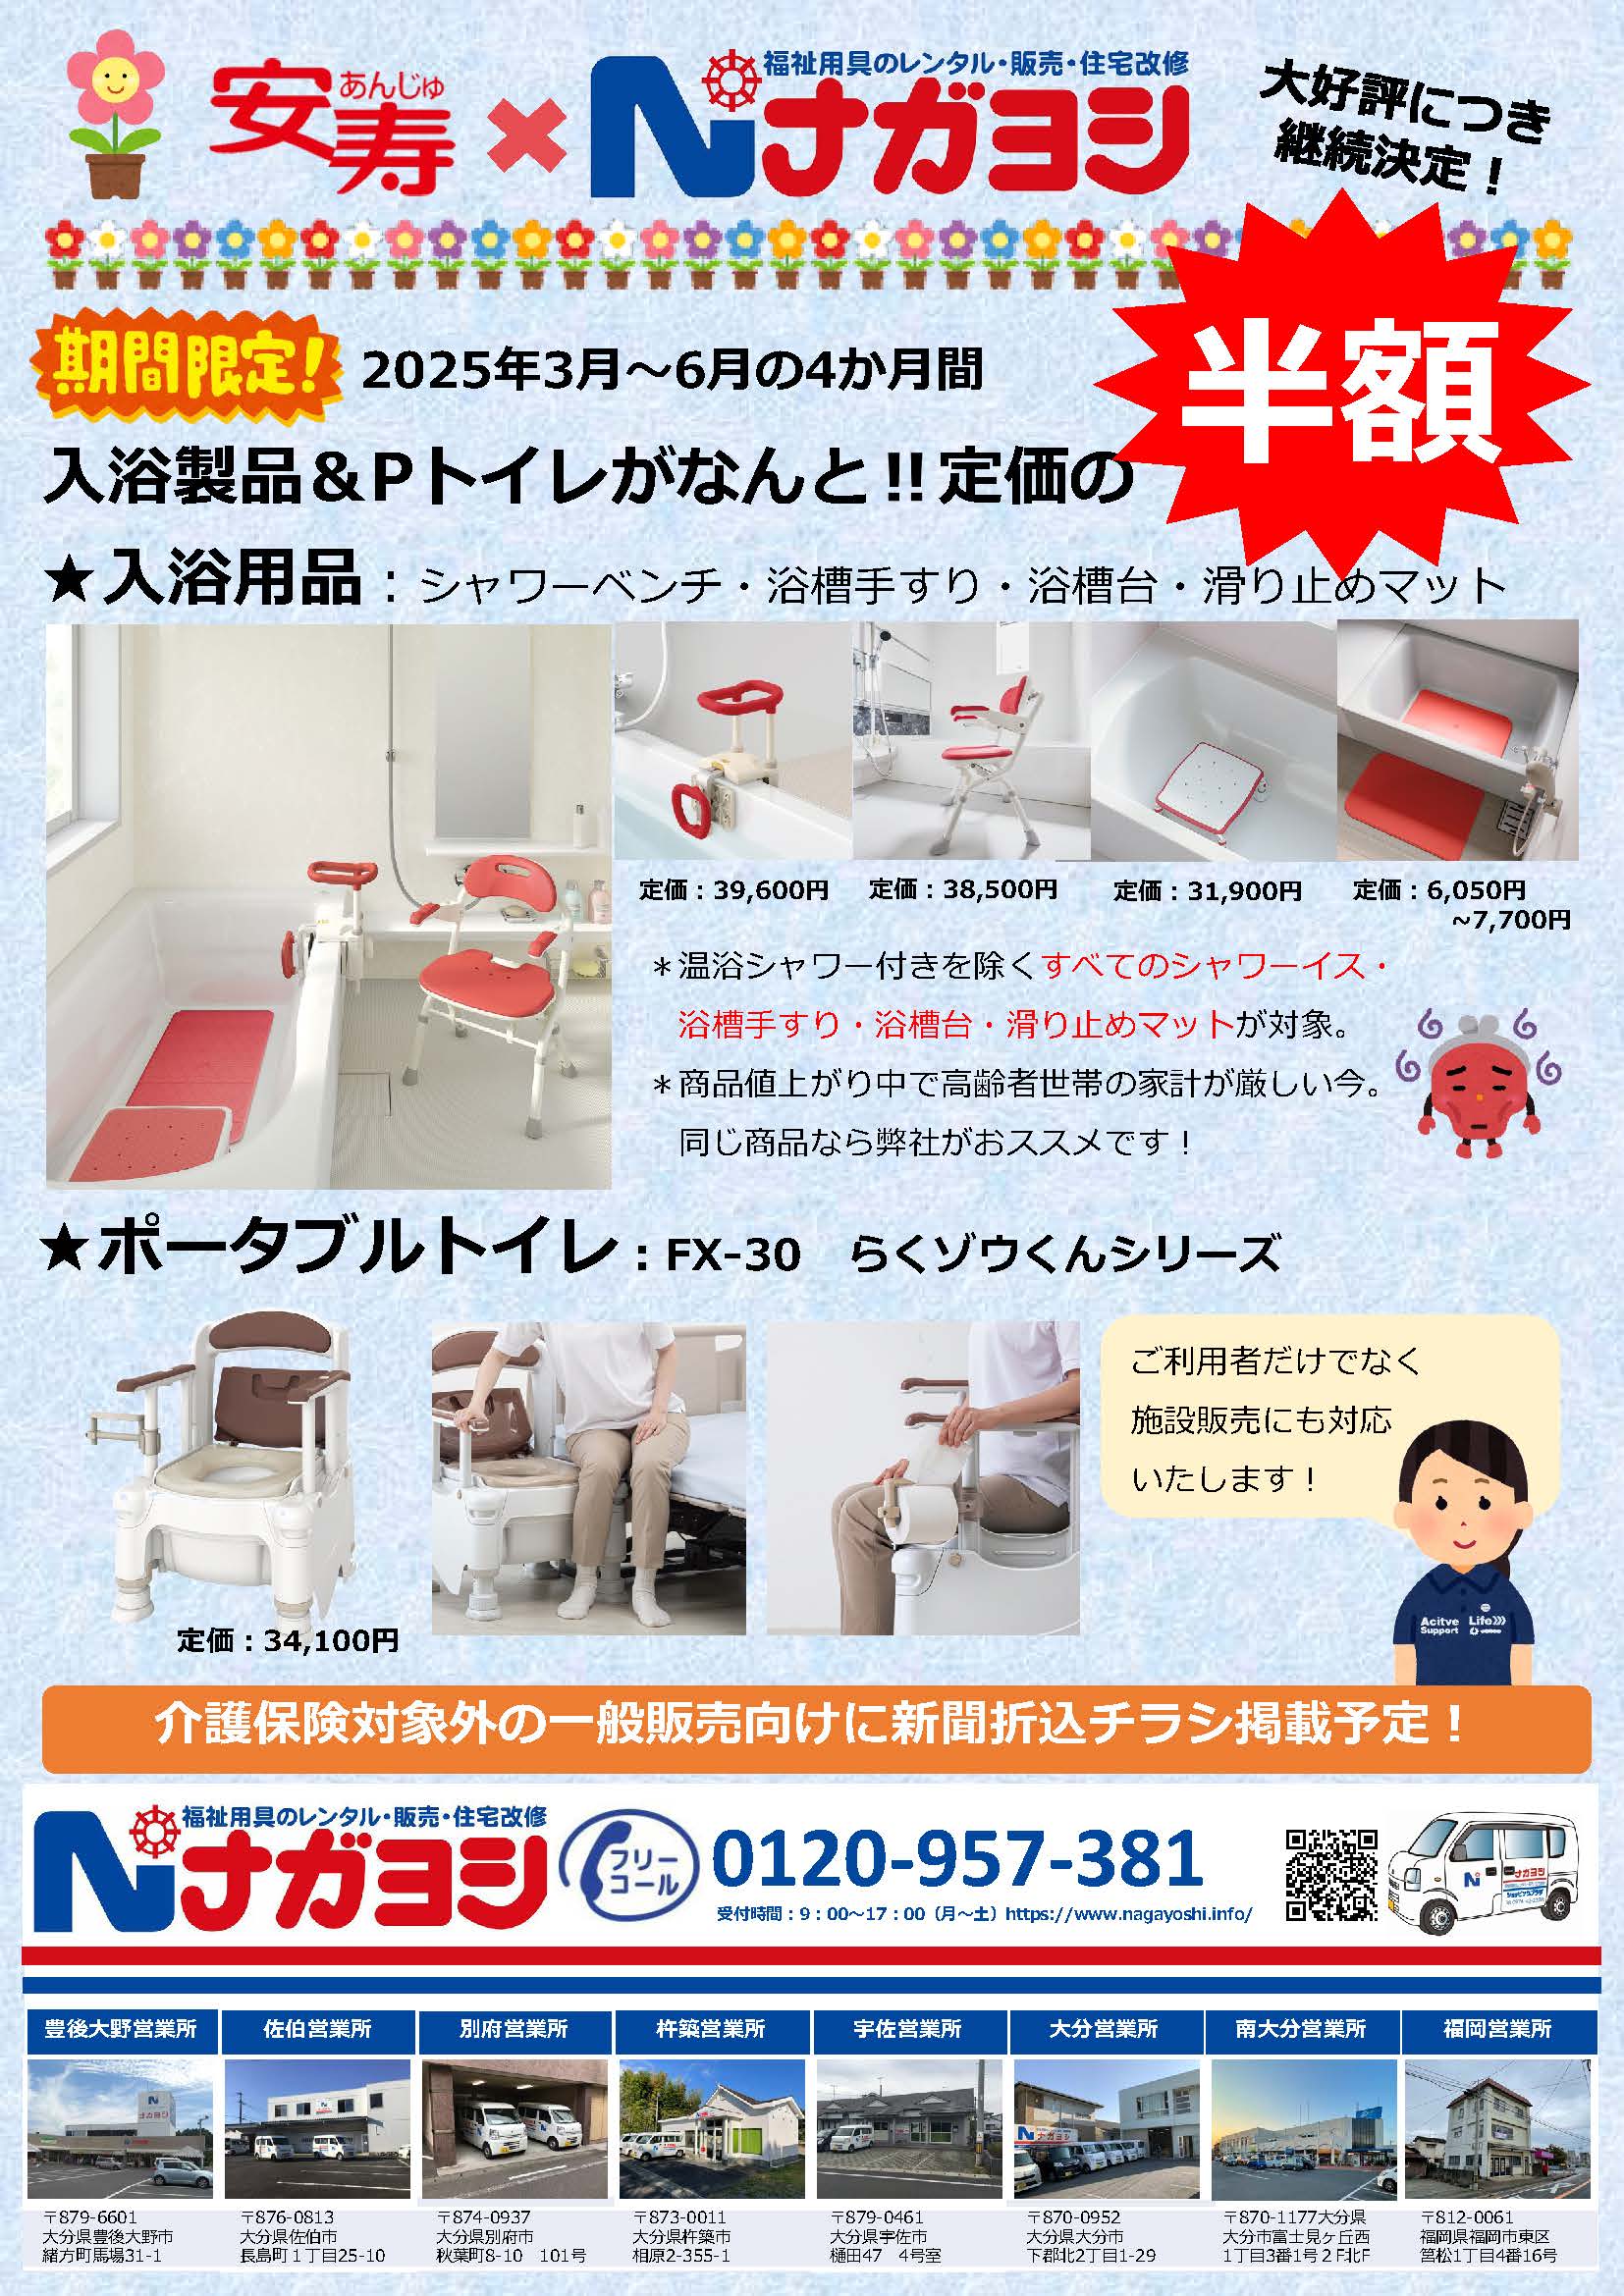 安寿 あんじゅ
×
福祉用具のレンタル・販売・住宅改修
Nナガヨシ
大好評につき
継続決定！
期間限定！
2025年3月～6月の4か月間
半額
入浴製品＆Pトイレがなんと‼定価の
★入浴用品：シャワーベンチ・浴槽手すり・浴槽台・滑り止めマット
定価：39,600円
定価：38,500円
定価：31,900円
定価：6,050円
~7,700円
＊温浴シャワー付きを除くすべてのシャワーイス・
浴槽手すり・浴槽台・滑り止めマットが対象。
＊商品値上がり中で高齢者世帯の家計が厳しい今。
同じ商品なら弊社がおススメです！
★ポータブルトイレ：FX-30　らくゾウくんシリーズ
定価：34,100円
ご利用者だけでなく
施設販売にも対応
いたします！
Acitve Life
Support
介護保険対象外の一般販売向けに新聞折込チラシ掲載予定！
福祉用具のレンタル・販売・住宅改修
Nナガヨシ
フリー
コール
0120-957-381
受付時間：9：00～17：00（月～土）https://www.nagayoshi.info/
N ナガヨシ
豊後大野営業所
佐伯営業所
別府営業所
杵築営業所
宇佐営業所
大分営業所
南大分営業所
福岡営業所
N ナガヨシ
〒879-6601
大分県豊後大野市
緒方町馬場31-1
〒876-0813
大分県佐伯市
長島町１丁目25-10
〒874-0937
大分県別府市
秋葉町8-10　101号
〒873-0011
大分県杵築市
相原2-355-1
〒879-0461
大分県宇佐市
樋田47　4号室
〒870-0952
大分県大分市
下郡北2丁目1-29
〒870-1177大分県
大分市富士見ヶ丘西
1丁目3番1号２F北F
〒812-0061
福岡県福岡市東区
筥松1丁目4番16号